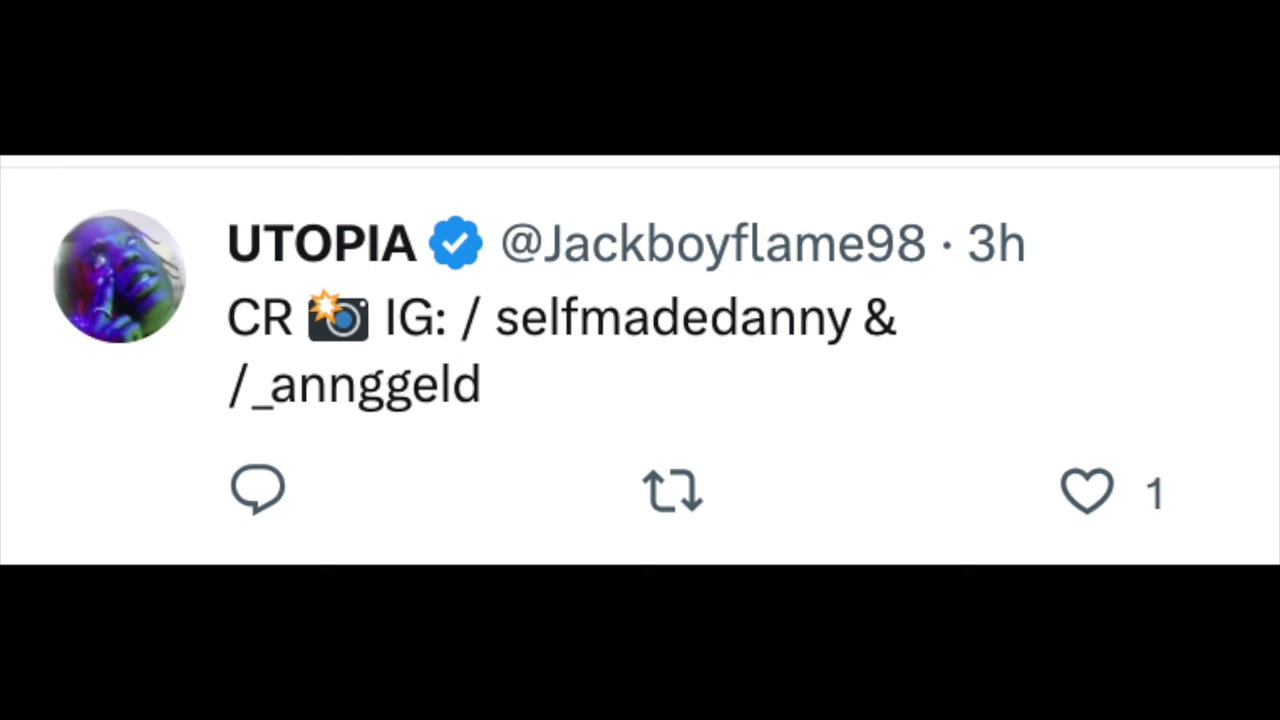 UTOPIA @Jackboyflame98 · 3h
CR 📸 IG: / selfmadedanny &
/_annggeld
1